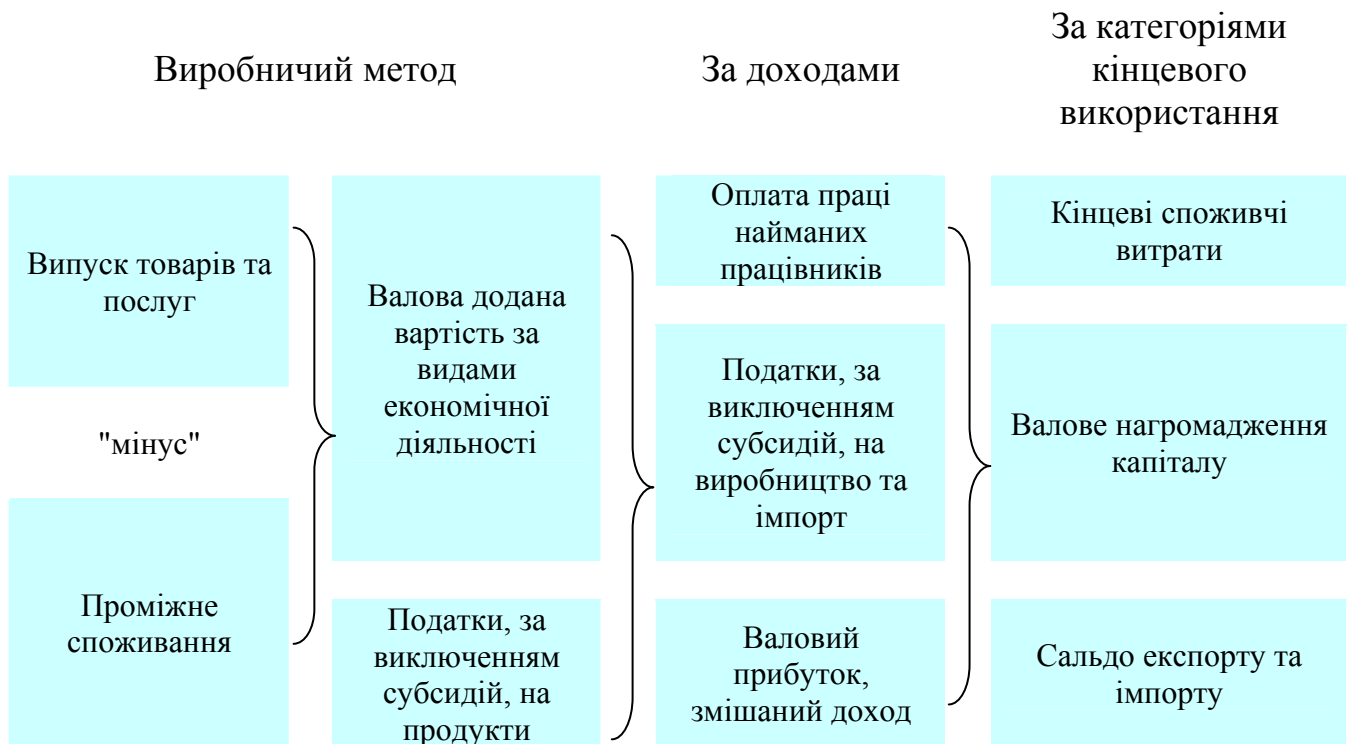 Виробничий метод
За доходами
За категоріями
кінцевого
використання
Випуск товарів та
послуг
"мінус"
Проміжне
споживання
Валова додана
вартість за
видами
економічної
діяльності
Податки, за
виключенням
субсидій, на
продукти
Оплата праці
найманих
працівників
Податки, за
виключенням
субсидій, на
виробництво та
імпорт
Валовий
прибуток,
змішаний доход
Кінцеві споживчі
витрати
Валове нагромадження
капіталу
Сальдо експорту та
імпорту